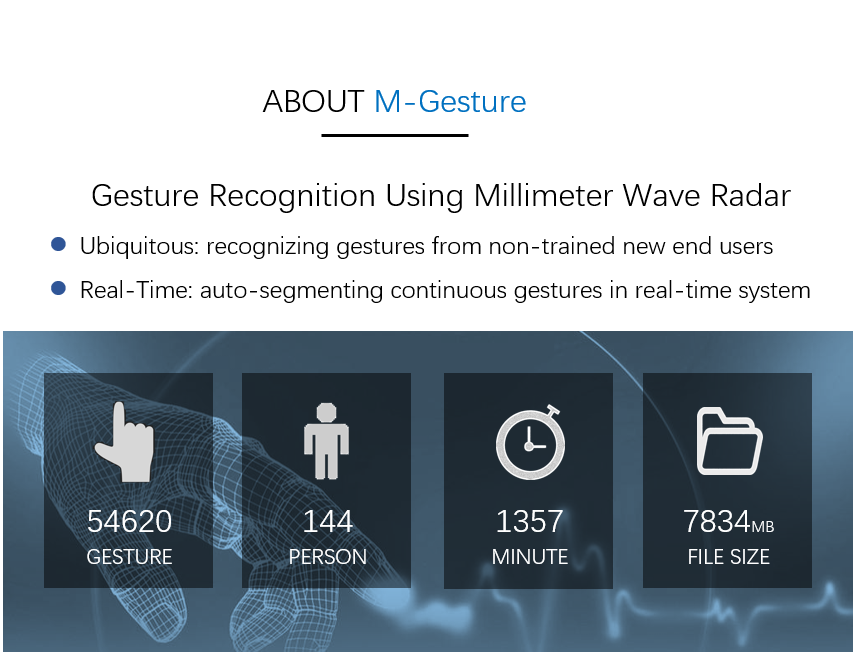 ABOUT M-Gesture
Gesture Recognition Using Millimeter Wave Radar
Ubiquitous: recognizing gestures from non-trained new end users
Real-Time: auto-segmenting continuous gestures in real-time system
54620
GESTURE
144
PERSON
1357
MINUTE
7834MB
FILE SIZE